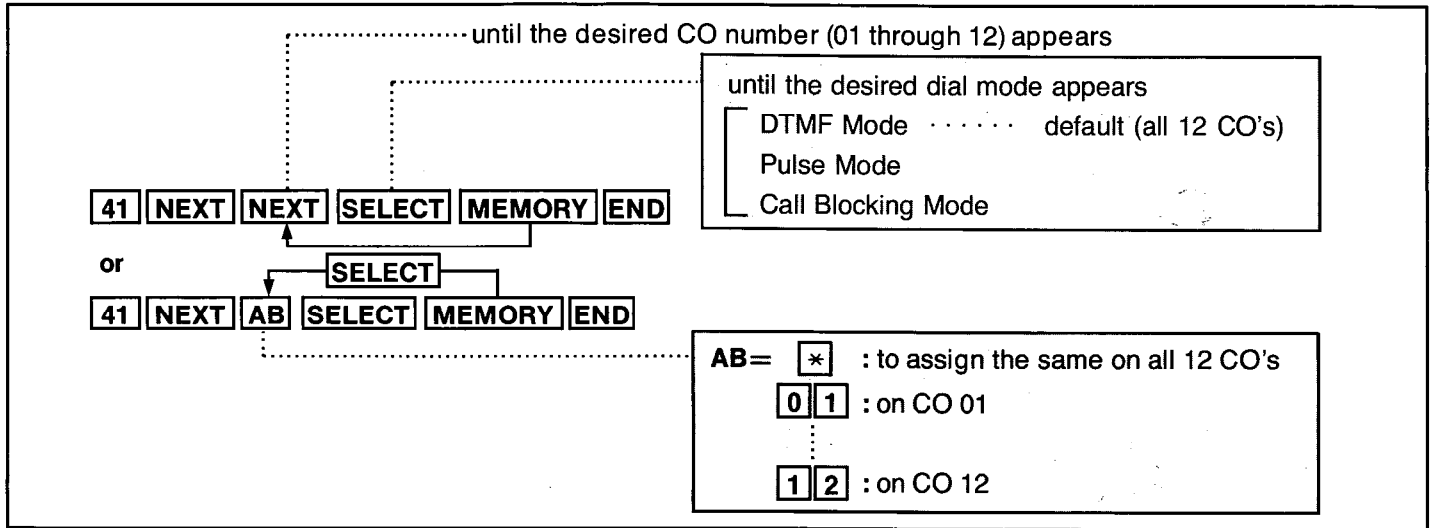 until the desired CO number (01 through 12) appears
until the desired dial mode appears
DTMF Mode ······ default (all 12 CO's)
Pulse Mode
Call Blocking Mode
41 NEXT NEXT SELECT MEMORY END
or
SELECT
41 NEXT AB SELECT MEMORY END
AB= * : to assign the same on all 12 CO's
0 1 : on CO 01
1 2 : on CO 12